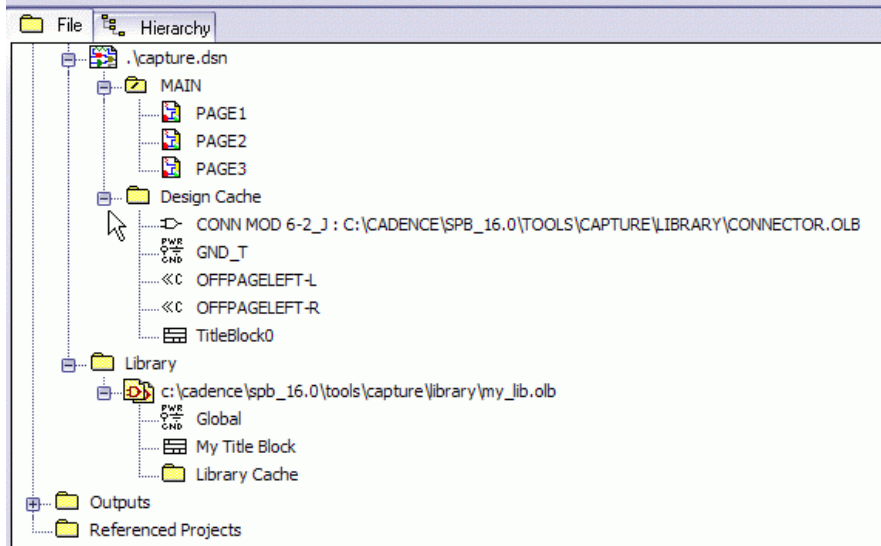 File Hierarchy
.\capture.dsn
MAIN
PAGE1
PAGE2
PAGE3
Design Cache
CONN MOD 6-2_J : C:\CADENCE\SPB_16.0\TOOLS\CAPTURE\LIBRARY\CONNECTOR.OLB
PWR GND GND_T
<<C OFFPAGELEFT-L
<<C OFFPAGELEFT-R
TitleBlock0
Library
c:\cadence\spb_16.0\tools\capture\library\my_lib.olb
PWR GND Global
My Title Block
Library Cache
Outputs
Referenced Projects